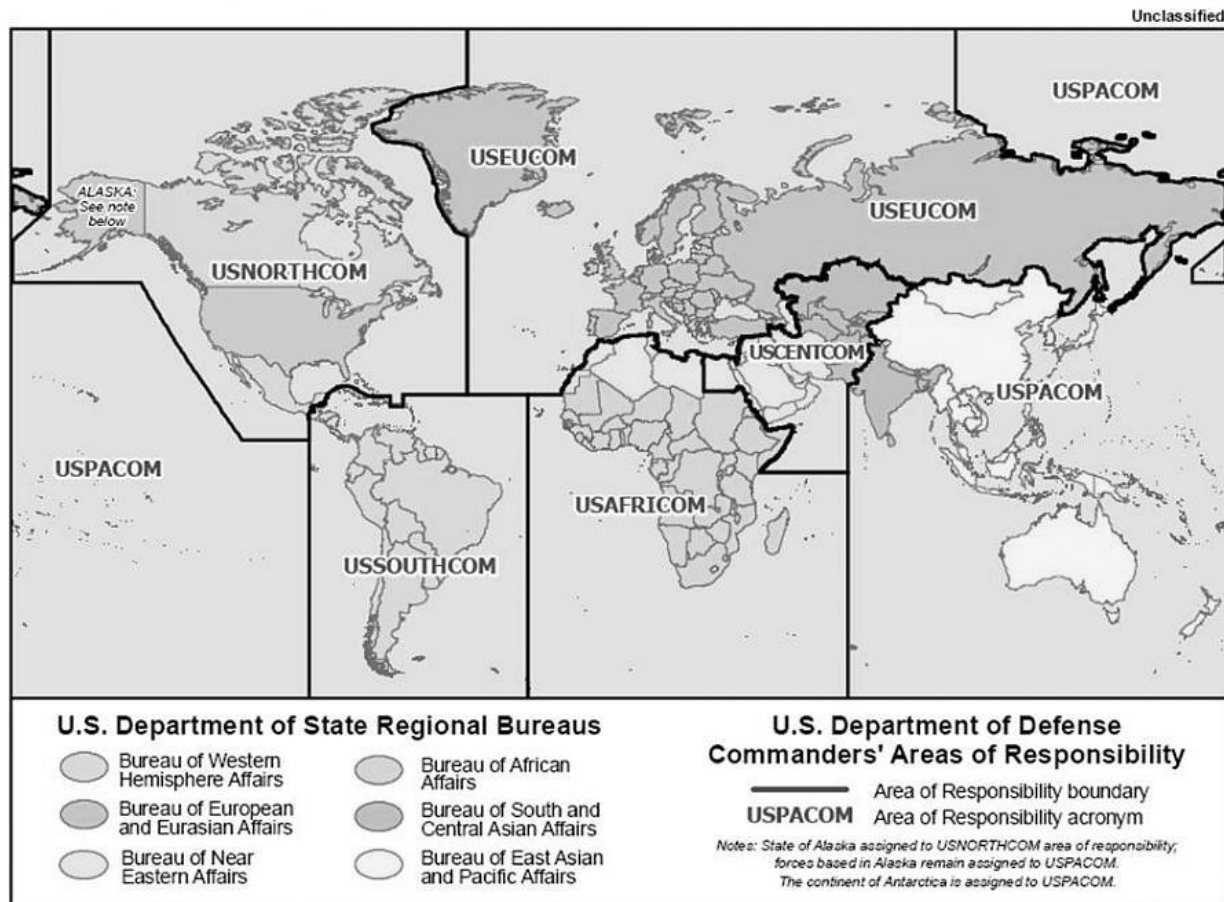 Unclassified
USPACOM
USEUCOM
USEUCOM
ALASKA:
See note
below
USNORTHCOM
USCENTCOM
USPACOM
USPACOM
USAFRICOM
USSOUTHCOM
U.S. Department of State Regional Bureaus
Bureau of Western
Hemisphere Affairs
Bureau of African
Affairs
Bureau of European
and Eurasian Affairs
Bureau of South and
Central Asian Affairs
Bureau of Near
Eastern Affairs
Bureau of East Asian
and Pacific Affairs
U.S. Department of Defense
Commanders' Areas of Responsibility
Area of Responsibility boundary
USPACOM Area of Responsibility acronym
Notes: State of Alaska assigned to USNORTHCOM area of responsibility;
forces based in Alaska remain assigned to USPACOM.
The continent of Antarctica is assigned to USPACOM.